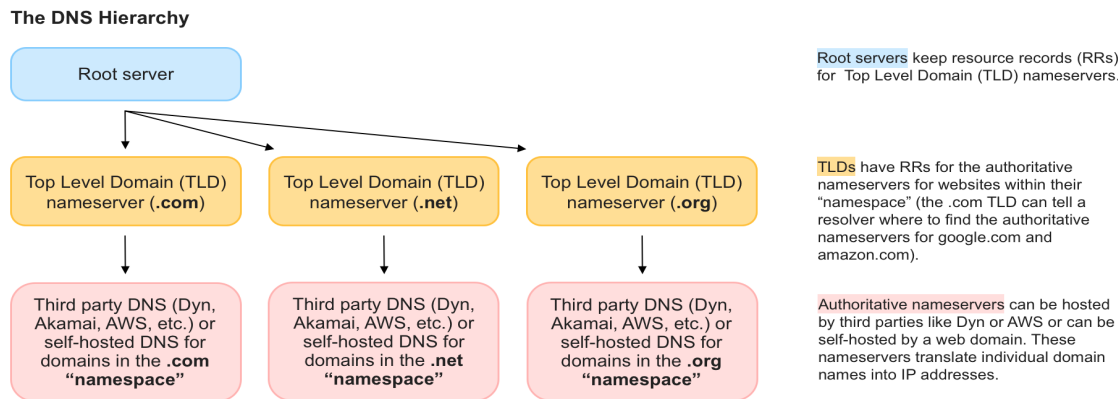 The DNS Hierarchy
Root server
Root servers keep resource records (RRs)
for Top Level Domain (TLD) nameservers.
Top Level Domain (TLD)
nameserver (.com)
Top Level Domain (TLD)
nameserver (.net)
Top Level Domain (TLD)
nameserver (.org)
TLDs have RRs for the authoritative
nameservers for websites within their
“namespace” (the .com TLD can tell a
resolver where to find the authoritative
nameservers for google.com and
amazon.com).
Third party DNS (Dyn,
Akamai, AWS, etc.) or
self-hosted DNS for
domains in the .com
“namespace”
Third party DNS (Dyn,
Akamai, AWS, etc.) or
self-hosted DNS for
domains in the .net
“namespace”
Third party DNS (Dyn,
Akamai, AWS, etc.) or
self-hosted DNS for
domains in the .org
“namespace”
Authoritative nameservers can be hosted
by third parties like Dyn or AWS or can be
self-hosted by a web domain. These
nameservers translate individual domain
names into IP addresses.